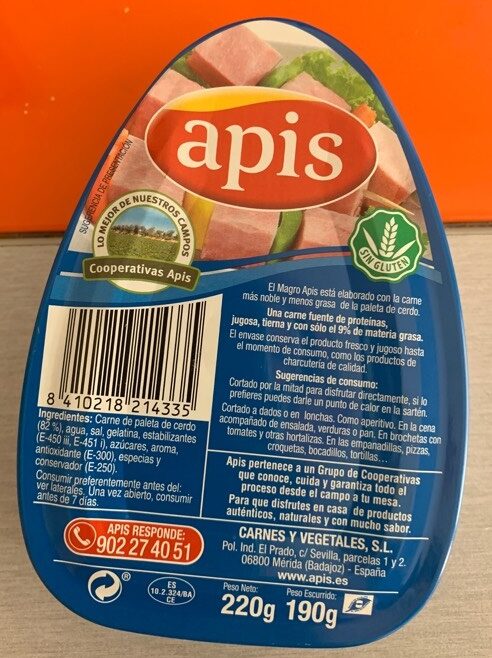 apis
SUGERENCIA DE PRESENTACIÓN
LO MEJOR DE NUESTROS CAMPOS
Cooperativas Apis
SIN GLUTEN
El Magro Apis está elaborado con la carne
más noble y menos grasa de la paleta de cerdo.
Una carne fuente de proteínas,
jugosa, tierna y con sólo el 9% de materia grasa.
El envase conserva el producto fresco y jugoso hasta
el momento de consumo, como los productos de
charcutería de calidad.
Sugerencias de consumo:
Cortado por la mitad para disfrutar directamente, si lo
prefieres puedes darle un punto de calor en la sartén.
Cortado a dados o en lonchas. Como aperitivo. En la cena
acompañado de ensalada, verduras o pan. En brochetas con
tomates y otras hortalizas. En las empanadillas, pizzas,
croquetas, bocadillos, tortillas...
8 410218 214335
Ingredientes: Carne de paleta de cerdo
(82 %), agua, sal, gelatina, estabilizantes
(E-450 iii, E-451 i), azúcares, aroma,
antioxidante (E-300), especias y
conservador (E-250).
Consumir preferentemente antes del:
ver laterales. Una vez abierto, consumir
antes de 7 días.
Apis pertenece a un Grupo de Cooperativas
que conoce, cuida y garantiza todo el
proceso desde el campo a tu mesa.
Para que disfrutes en casa de productos
auténticos, naturales y con mucho sabor.
APIS RESPONDE:
902 27 40 51
CARNES Y VEGETALES, S.L.
Pol. Ind. El Prado, c/ Sevilla, parcelas 1 y 2.
06800 Mérida (Badajoz) - España
www.apis.es
®
ES
10.2.324/BA
CE
Peso Neto:
220g
Peso Escurrido:
190g